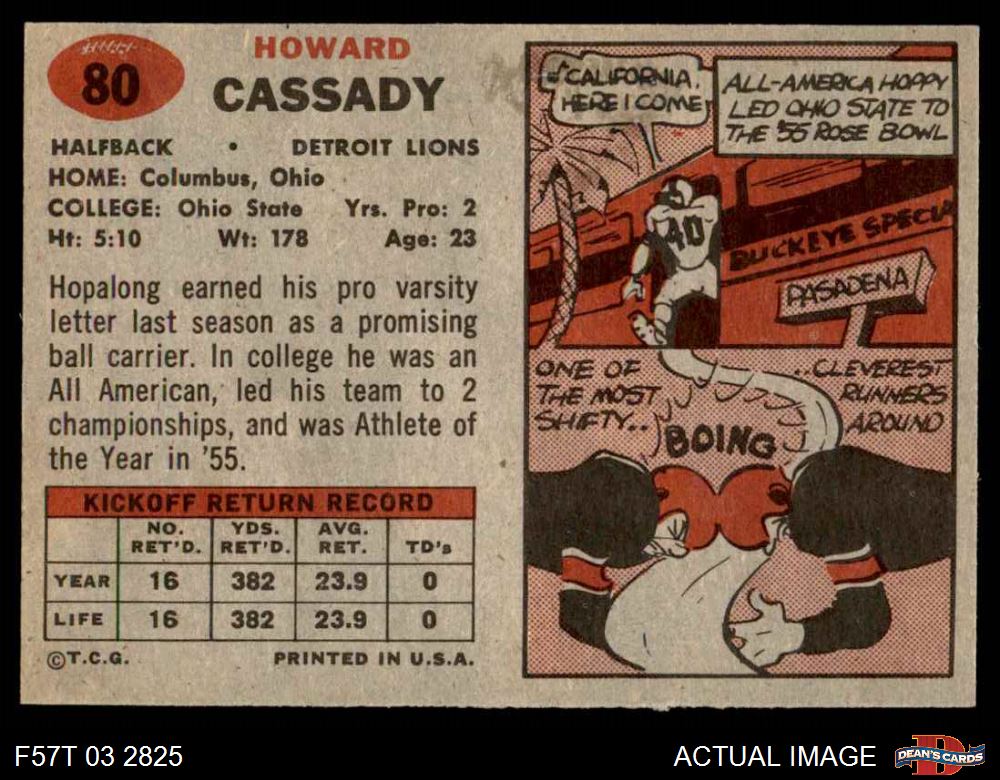 80
HOWARD
CASSADY
HALFBACK • DETROIT LIONS
HOME: Columbus, Ohio
COLLEGE: Ohio State Yrs. Pro: 2
Ht: 5:10 Wt: 178 Age: 23
Hopalong earned his pro varsity
letter last season as a promising
ball carrier. In college he was an
All American, led his team to 2
championships, and was Athlete of
the Year in '55.
KICKOFF RETURN RECORD
NO. YDS. AVG.
RET'D. RET'D. RET. TD's
YEAR 16 382 23.9 0
LIFE 16 382 23.9 0
©T.C.G. PRINTED IN U.S.A.
CALIFORNIA,
HERE I COME
ALL-AMERICA HOPPY
LED OHIO STATE TO
THE '55 ROSE BOWL
40
BUCKEYE SPECIA
PASADENA
ONE OF
THE MOST
SHIFTY..
..CLEVEREST
RUNNERS
AROUND
BOING
F57T 03 2825
ACTUAL IMAGE
D
DEAN'S CARDS